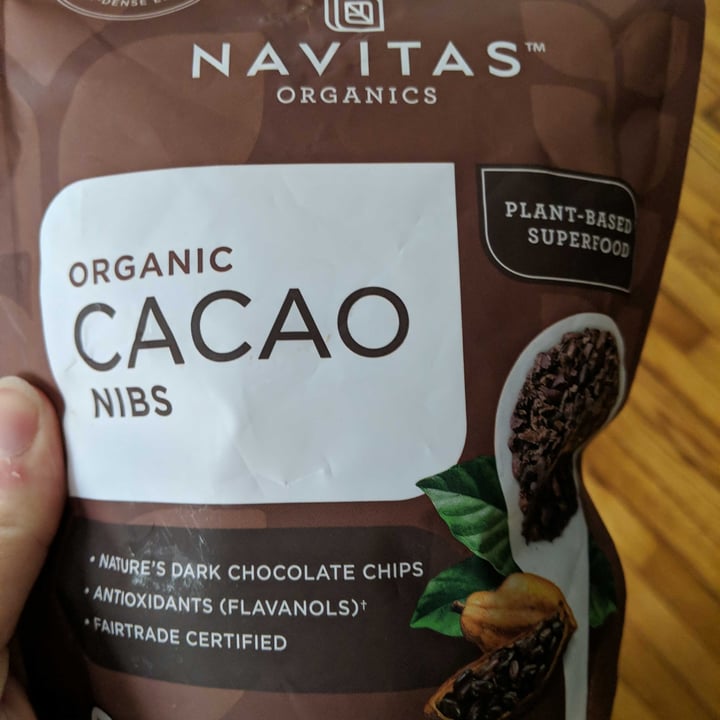 NAVITAS™
ORGANICS
PLANT-BASED
SUPERFOOD
ORGANIC
CACAO
NIBS
• NATURE'S DARK CHOCOLATE CHIPS
• ANTIOXIDANTS (FLAVANOLS)†
• FAIRTRADE CERTIFIED